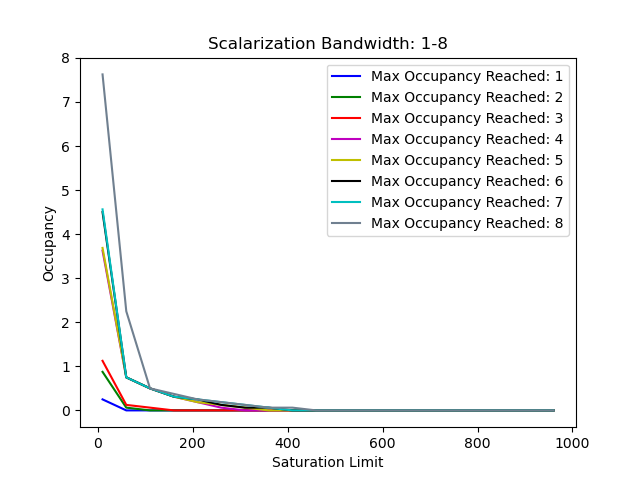 Scalarization Bandwidth: 1-8
Max Occupancy Reached: 1
Max Occupancy Reached: 2
Max Occupancy Reached: 3
Max Occupancy Reached: 4
Max Occupancy Reached: 5
Max Occupancy Reached: 6
Max Occupancy Reached: 7
Max Occupancy Reached: 8
Occupancy
8
7
6
5
4
3
2
1
0
0 200 400 600 800 1000
Saturation Limit